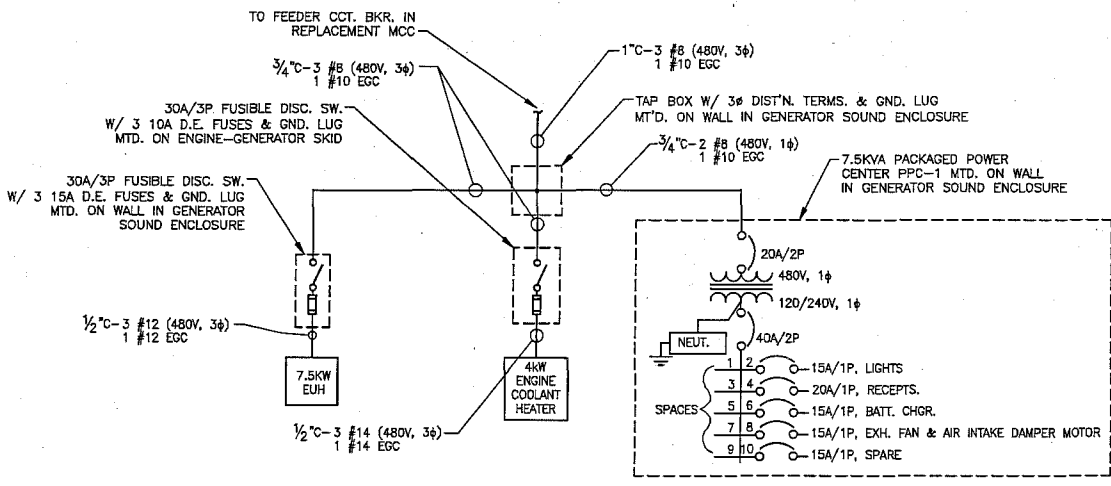 TO FEEDER CCT. BKR. IN
REPLACEMENT MCC
3/4"C-3 #8 (480V, 3ϕ)
1 #10 EGC
1"C-3 #8 (480V, 3ϕ)
1 #10 EGC
30A/3P FUSIBLE DISC. SW.
W/ 3 10A D.E. FUSES & GND. LUG
MTD. ON ENGINE-GENERATOR SKID
TAP BOX W/ 3ø DIST'N. TERMS. & GND. LUG
MT'D. ON WALL IN GENERATOR SOUND ENCLOSURE
3/4"C-2 #8 (480V, 1ϕ)
1 #10 EGC
7.5KVA PACKAGED POWER
CENTER PPC-1 MTD. ON WALL
IN GENERATOR SOUND ENCLOSURE
30A/3P FUSIBLE DISC. SW.
W/ 3 15A D.E. FUSES & GND. LUG
MTD. ON WALL IN GENERATOR
SOUND ENCLOSURE
20A/2P
480V, 1ϕ
120/240V, 1ϕ
1/2"C-3 #12 (480V, 3ϕ)
1 #12 EGC
NEUT.
40A/2P
7.5KW
EUH
4kW
ENGINE
COOLANT
HEATER
1/2"C-3 #14 (480V, 3ϕ)
1 #14 EGC
SPACES
1 2 15A/1P, LIGHTS
3 4 20A/1P, RECEPTS.
5 6 15A/1P, BATT. CHGR.
7 8 15A/1P, EXH. FAN & AIR INTAKE DAMPER MOTOR
9 10 15A/1P, SPARE